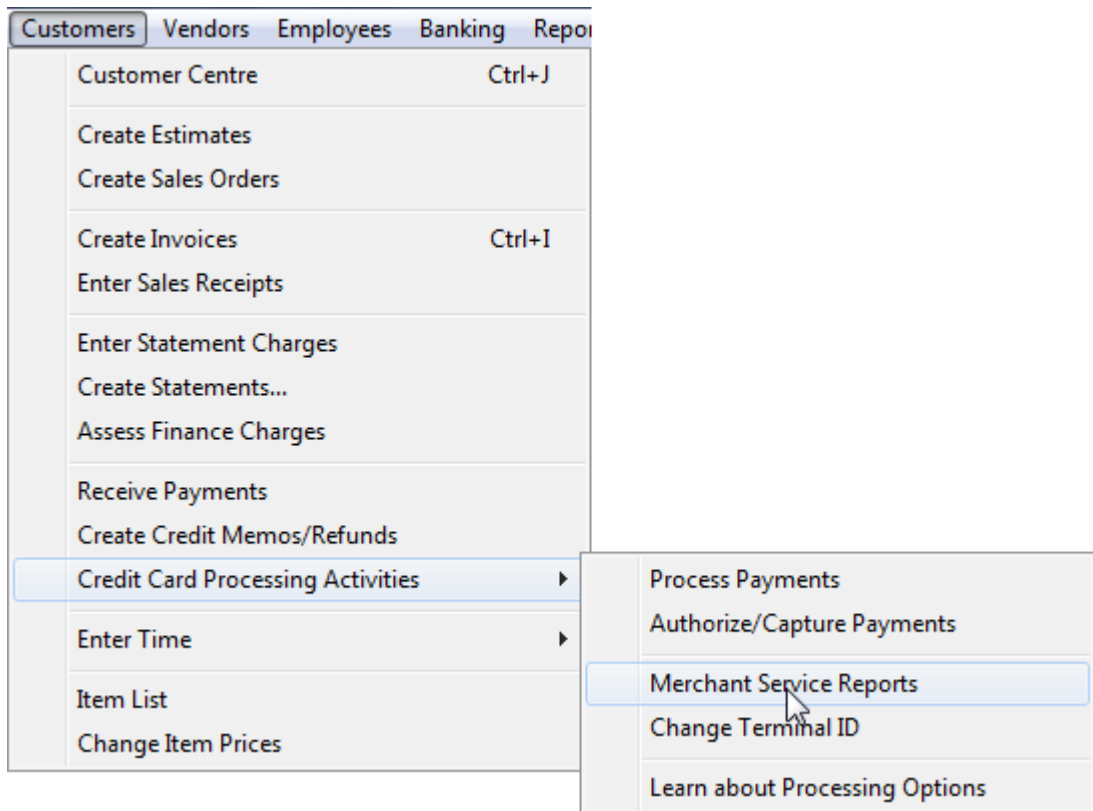 Customers Vendors Employees Banking Repor
Customer Centre Ctrl+J
Create Estimates
Create Sales Orders
Create Invoices Ctrl+I
Enter Sales Receipts
Enter Statement Charges
Create Statements...
Assess Finance Charges
Receive Payments
Create Credit Memos/Refunds
Credit Card Processing Activities
Enter Time
Item List
Change Item Prices
Process Payments
Authorize/Capture Payments
Merchant Service Reports
Change Terminal ID
Learn about Processing Options